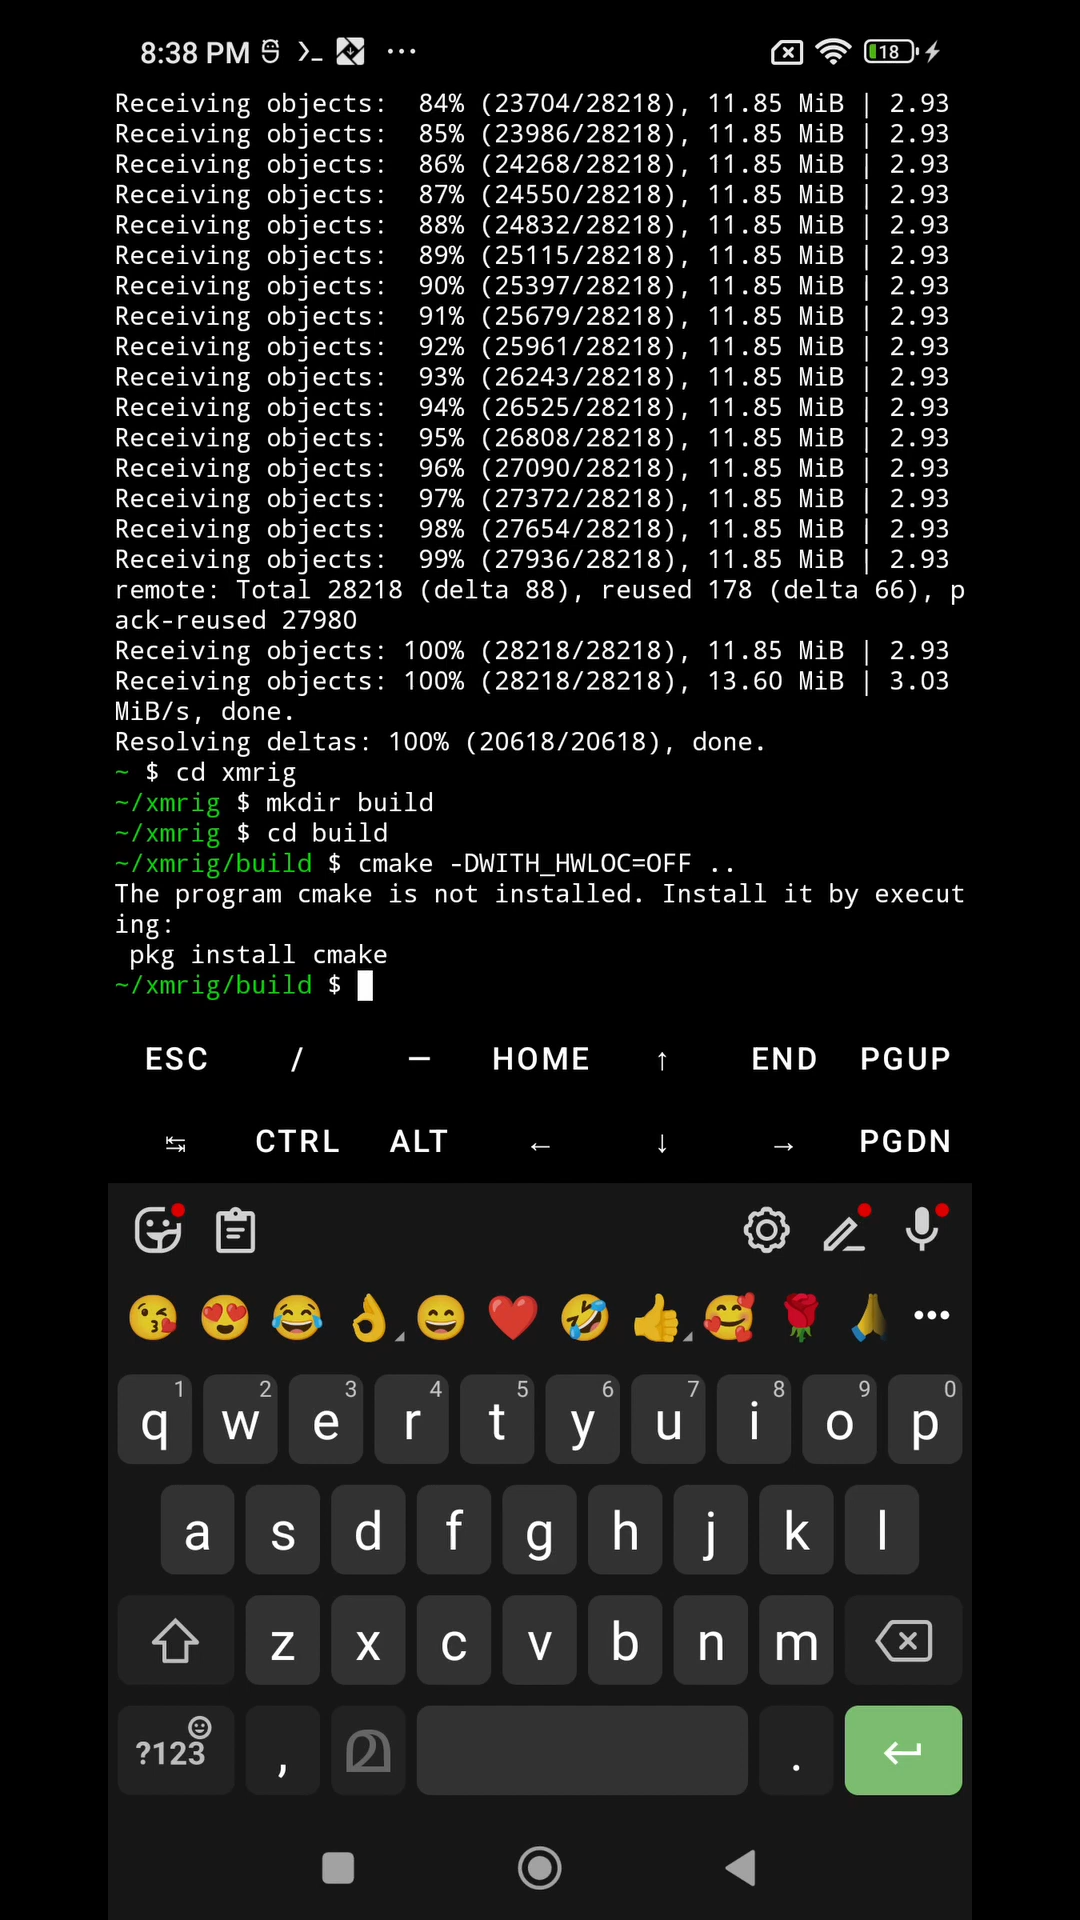 8:38 PM
18
Receiving objects:  84% (23704/28218), 11.85 MiB | 2.93
Receiving objects:  85% (23986/28218), 11.85 MiB | 2.93
Receiving objects:  86% (24268/28218), 11.85 MiB | 2.93
Receiving objects:  87% (24550/28218), 11.85 MiB | 2.93
Receiving objects:  88% (24832/28218), 11.85 MiB | 2.93
Receiving objects:  89% (25115/28218), 11.85 MiB | 2.93
Receiving objects:  90% (25397/28218), 11.85 MiB | 2.93
Receiving objects:  91% (25679/28218), 11.85 MiB | 2.93
Receiving objects:  92% (25961/28218), 11.85 MiB | 2.93
Receiving objects:  93% (26243/28218), 11.85 MiB | 2.93
Receiving objects:  94% (26525/28218), 11.85 MiB | 2.93
Receiving objects:  95% (26808/28218), 11.85 MiB | 2.93
Receiving objects:  96% (27090/28218), 11.85 MiB | 2.93
Receiving objects:  97% (27372/28218), 11.85 MiB | 2.93
Receiving objects:  98% (27654/28218), 11.85 MiB | 2.93
Receiving objects:  99% (27936/28218), 11.85 MiB | 2.93
remote: Total 28218 (delta 88), reused 178 (delta 66), p
ack-reused 27980
Receiving objects: 100% (28218/28218), 11.85 MiB | 2.93
Receiving objects: 100% (28218/28218), 13.60 MiB | 3.03
MiB/s, done.
Resolving deltas: 100% (20618/20618), done.
~ $ cd xmrig
~/xmrig $ mkdir build
~/xmrig $ cd build
~/xmrig/build $ cmake -DWITH_HWLOC=OFF ..
The program cmake is not installed. Install it by execut
ing:
 pkg install cmake
~/xmrig/build $
ESC / — HOME ↑ END PGUP
↹ CTRL ALT ← ↓ → PGDN
1 2 3 4 5 6 7 8 9 0
q w e r t y u i o p
a s d f g h j k l
z x c v b n m
?123 , മ .